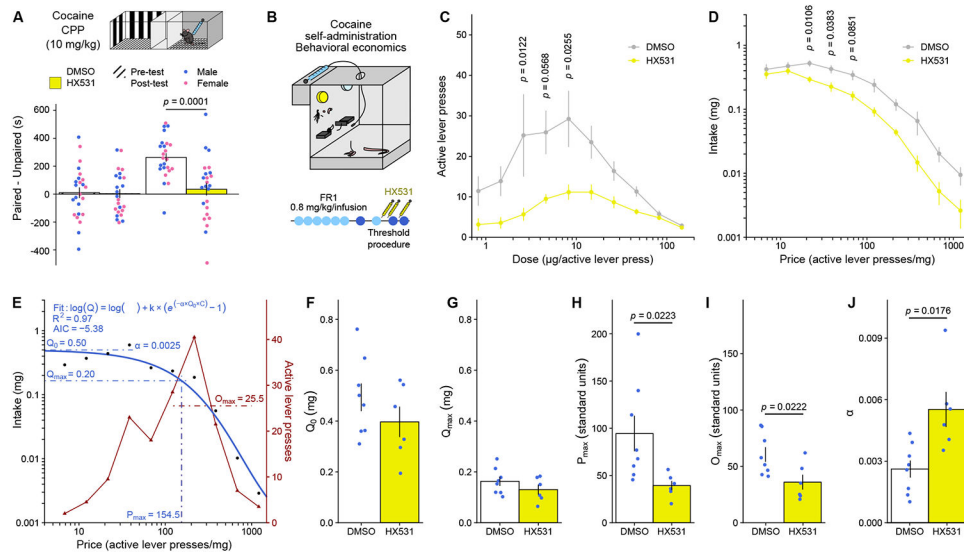 A
Cocaine
CPP
(10 mg/kg)
DMSO
HX531
Pre-test
Post-test
Male
Female
p = 0.0001
Paired - Unpaired (s)
600
400
200
0
-200
-400
B
Cocaine
self-administration
Behavioral economics
FR1
0.8 mg/kg/infusion
HX531
Threshold
procedure
C
DMSO
HX531
p = 0.0122
p = 0.0568
p = 0.0255
Active lever presses
50
40
30
20
10
0
1
10
100
Dose (µg/active lever press)
D
p = 0.0106
p = 0.0383
p = 0.0851
DMSO
HX531
Intake (mg)
1
0.1
0.01
0.001
10
100
1000
Price (active lever presses/mg)
E
Fit : log(Q) = log( ) + k × (e(−α×Q0×C) − 1)
R2 = 0.97
AIC = −5.38
Q0 = 0.50
α = 0.0025
Qmax = 0.20
Omax = 25.5
Pmax = 154.5
Intake (mg)
1
0.1
0.01
0.001
10
100
1000
Price (active lever presses/mg)
40
30
20
10
0
Active lever
presses
F
Q0 (mg)
0.8
0.6
0.4
0.2
0.0
DMSO
HX531
G
Qmax (mg)
0.8
0.6
0.4
0.2
0.0
DMSO
HX531
H
p = 0.0223
Pmax (standard units)
200
150
100
50
0
DMSO
HX531
I
p = 0.0222
Omax (standard units)
150
100
50
0
DMSO
HX531
J
p = 0.0176
α
0.009
0.006
0.003
0.000
DMSO
HX531